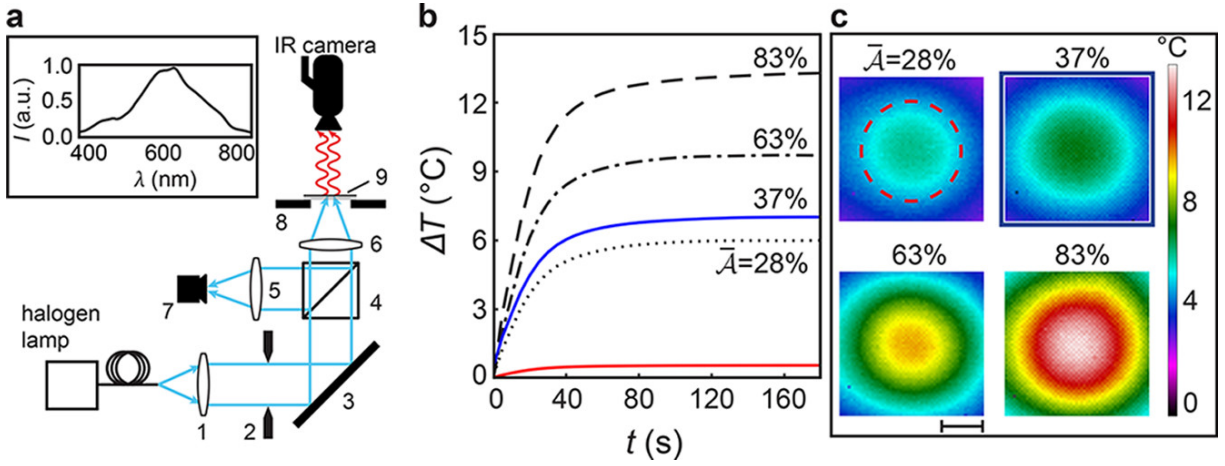 a
IR camera
I (a.u.)
1.0
0.5
0.0
400 600 800
λ (nm)
9
8
6
7
5
4
halogen
lamp
1
2
3
b
ΔT (°C)
15
12
9
6
3
0
83%
63%
37%
𝒜̅=28%
0 40 80 120 160
t (s)
c
°C
𝒜̅=28% 37%
63% 83%
12
8
4
0